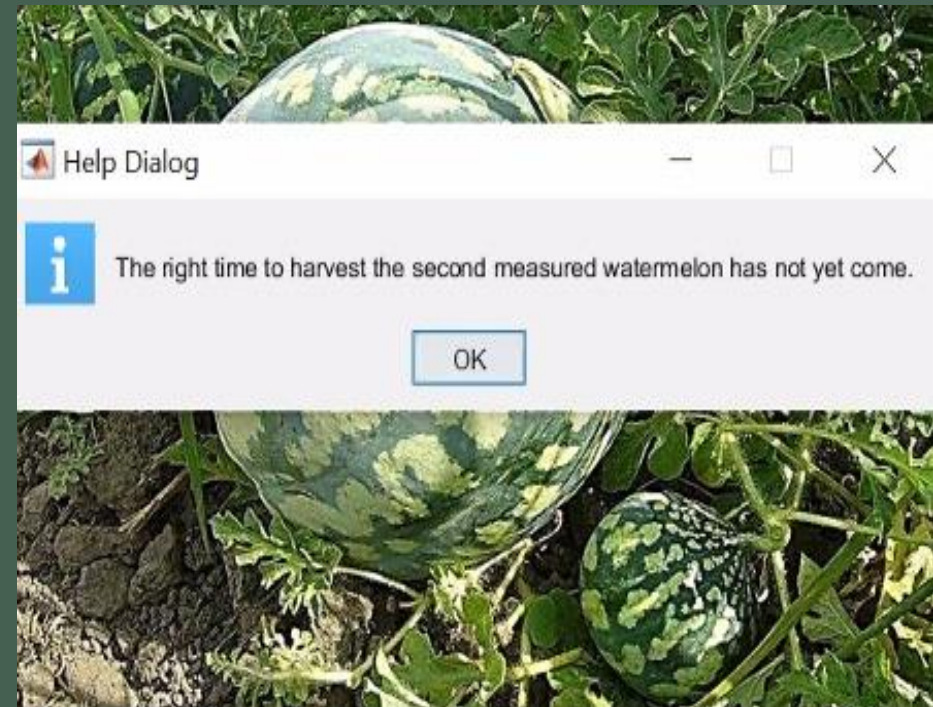 Help Dialog
The right time to harvest the second measured watermelon has not yet come.
OK